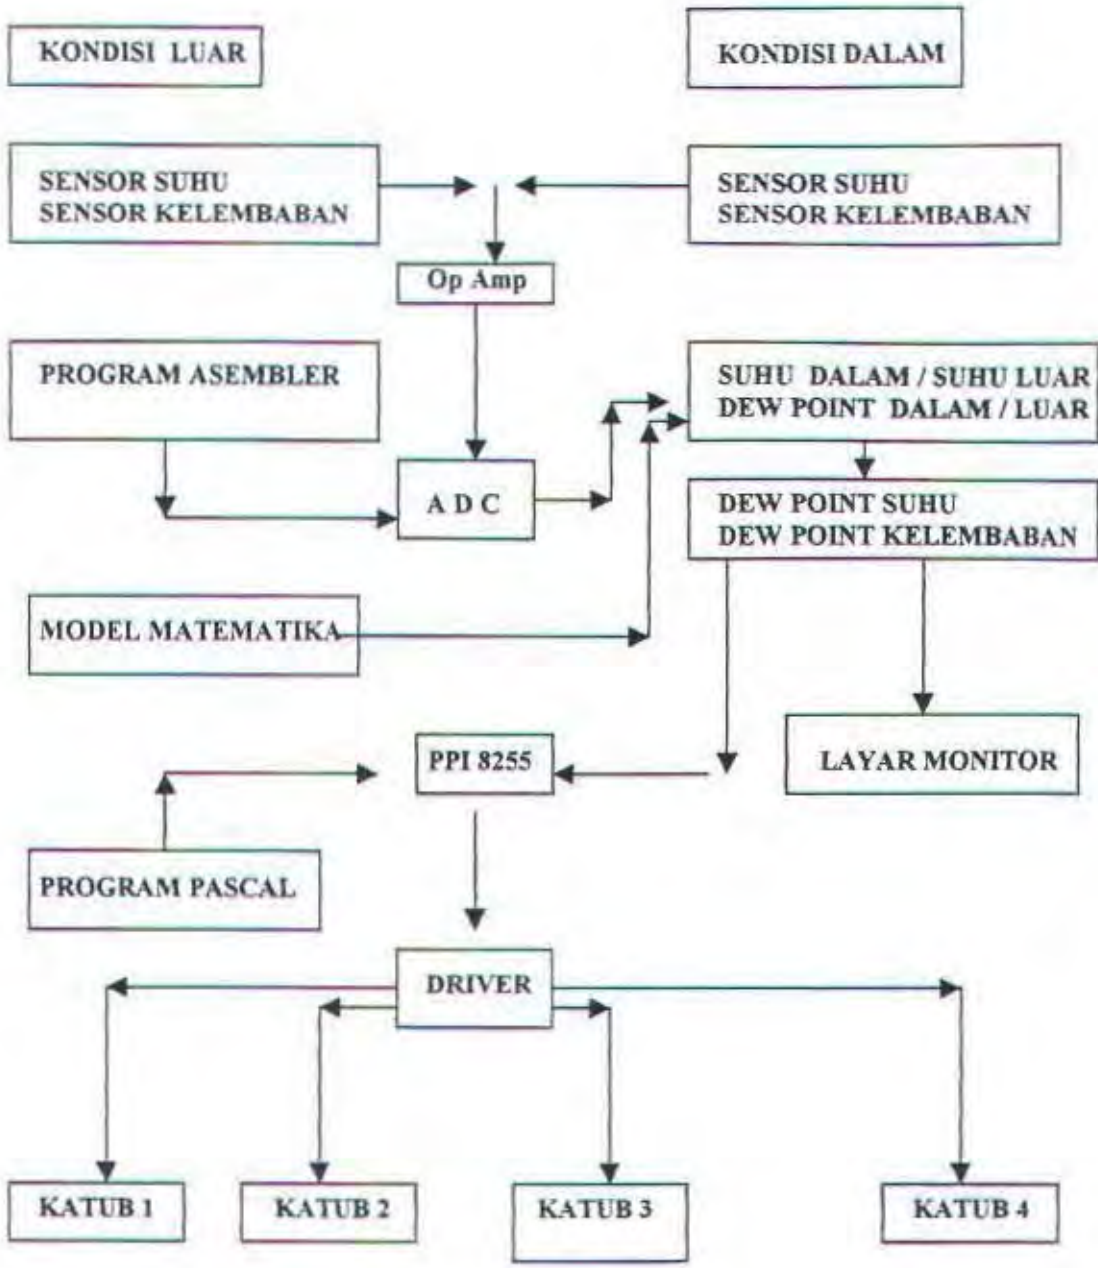 KONDISI LUAR
KONDISI DALAM
SENSOR SUHU
SENSOR KELEMBABAN
SENSOR SUHU
SENSOR KELEMBABAN
Op Amp
PROGRAM ASEMBLER
SUHU DALAM / SUHU LUAR
DEW POINT DALAM / LUAR
A D C
DEW POINT SUHU
DEW POINT KELEMBABAN
MODEL MATEMATIKA
PPI 8255
LAYAR MONITOR
PROGRAM PASCAL
DRIVER
KATUB 1
KATUB 2
KATUB 3
KATUB 4